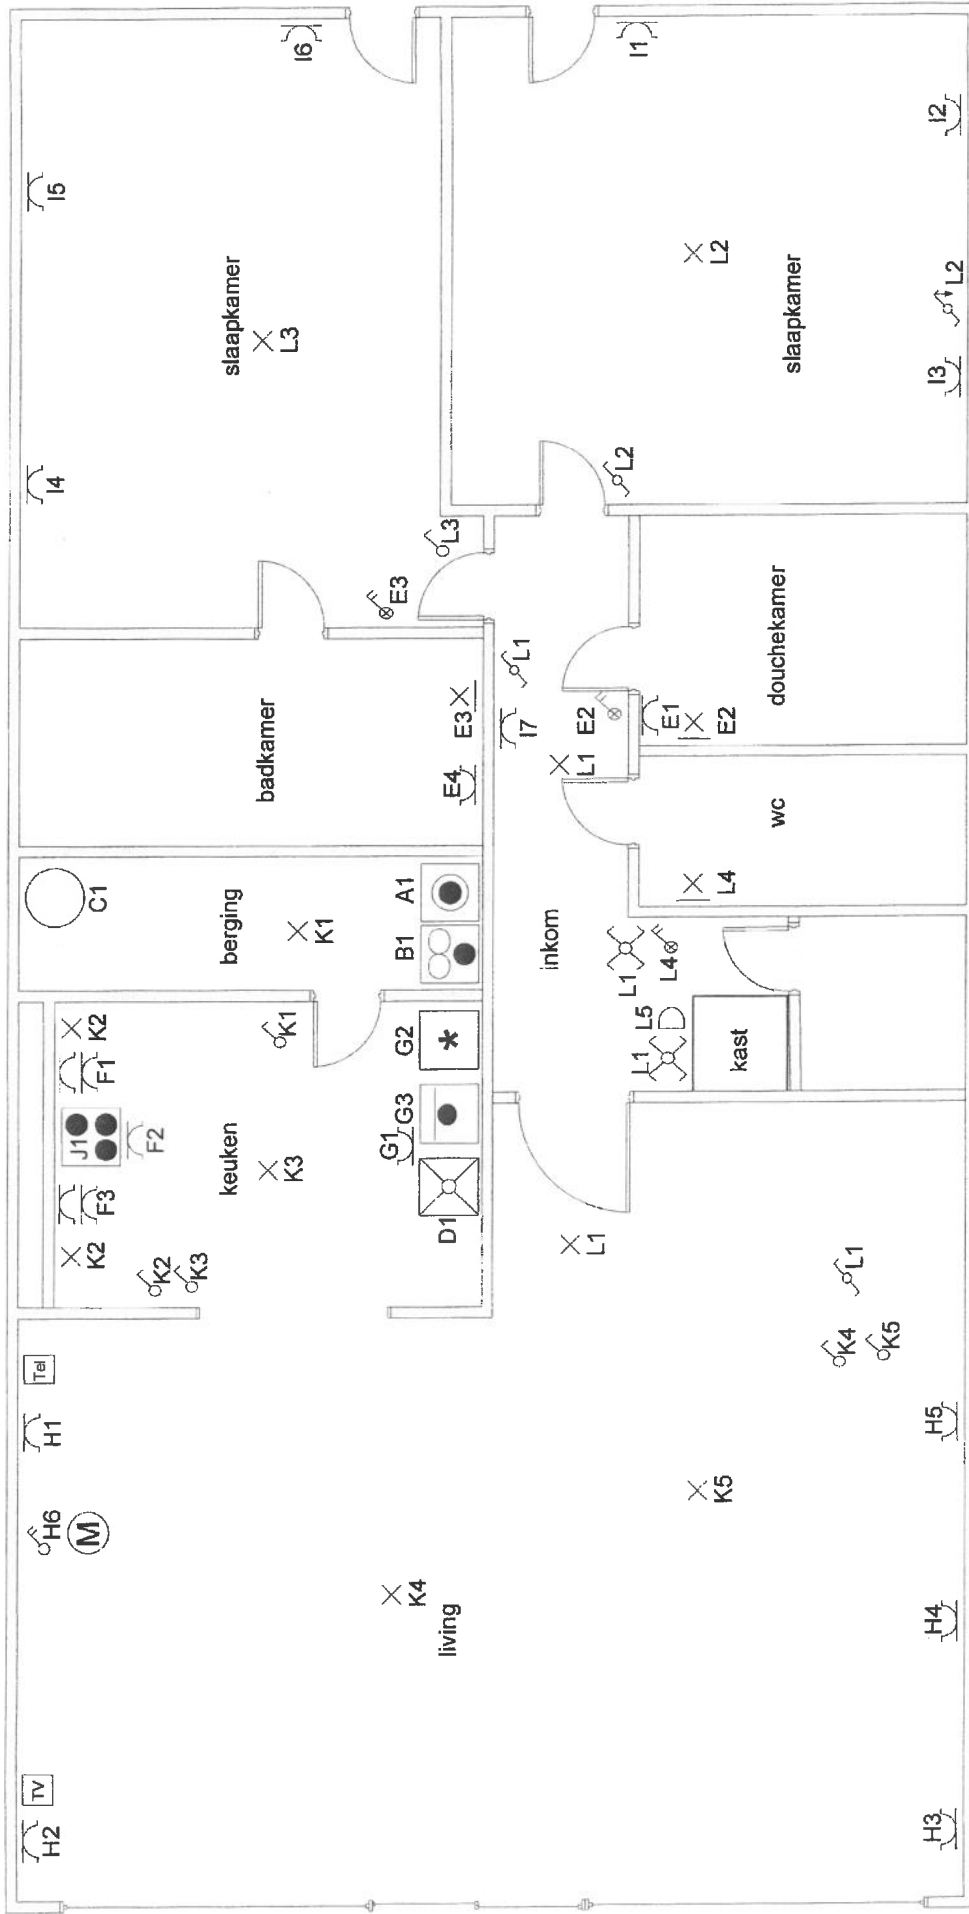 TV
Tel
H2
H6
H1
I4
I5
M
J1
K2
F3
F1
K2
C1
F2
K2
K3
keuken
berging
badkamer
slaapkamer
K3
K1
K1
L3
I6
K4
G1
G3
G2
B1
A1
E3
living
D1
E4
E3
L3
L1
I7
inkom
L1
L1
E2
L1
L1
L5
L4
L2
I1
E1
K5
L4
E2
L2
kast
wc
douchekamer
slaapkamer
K4
L1
K5
H3
H4
H5
I3
L2
I2